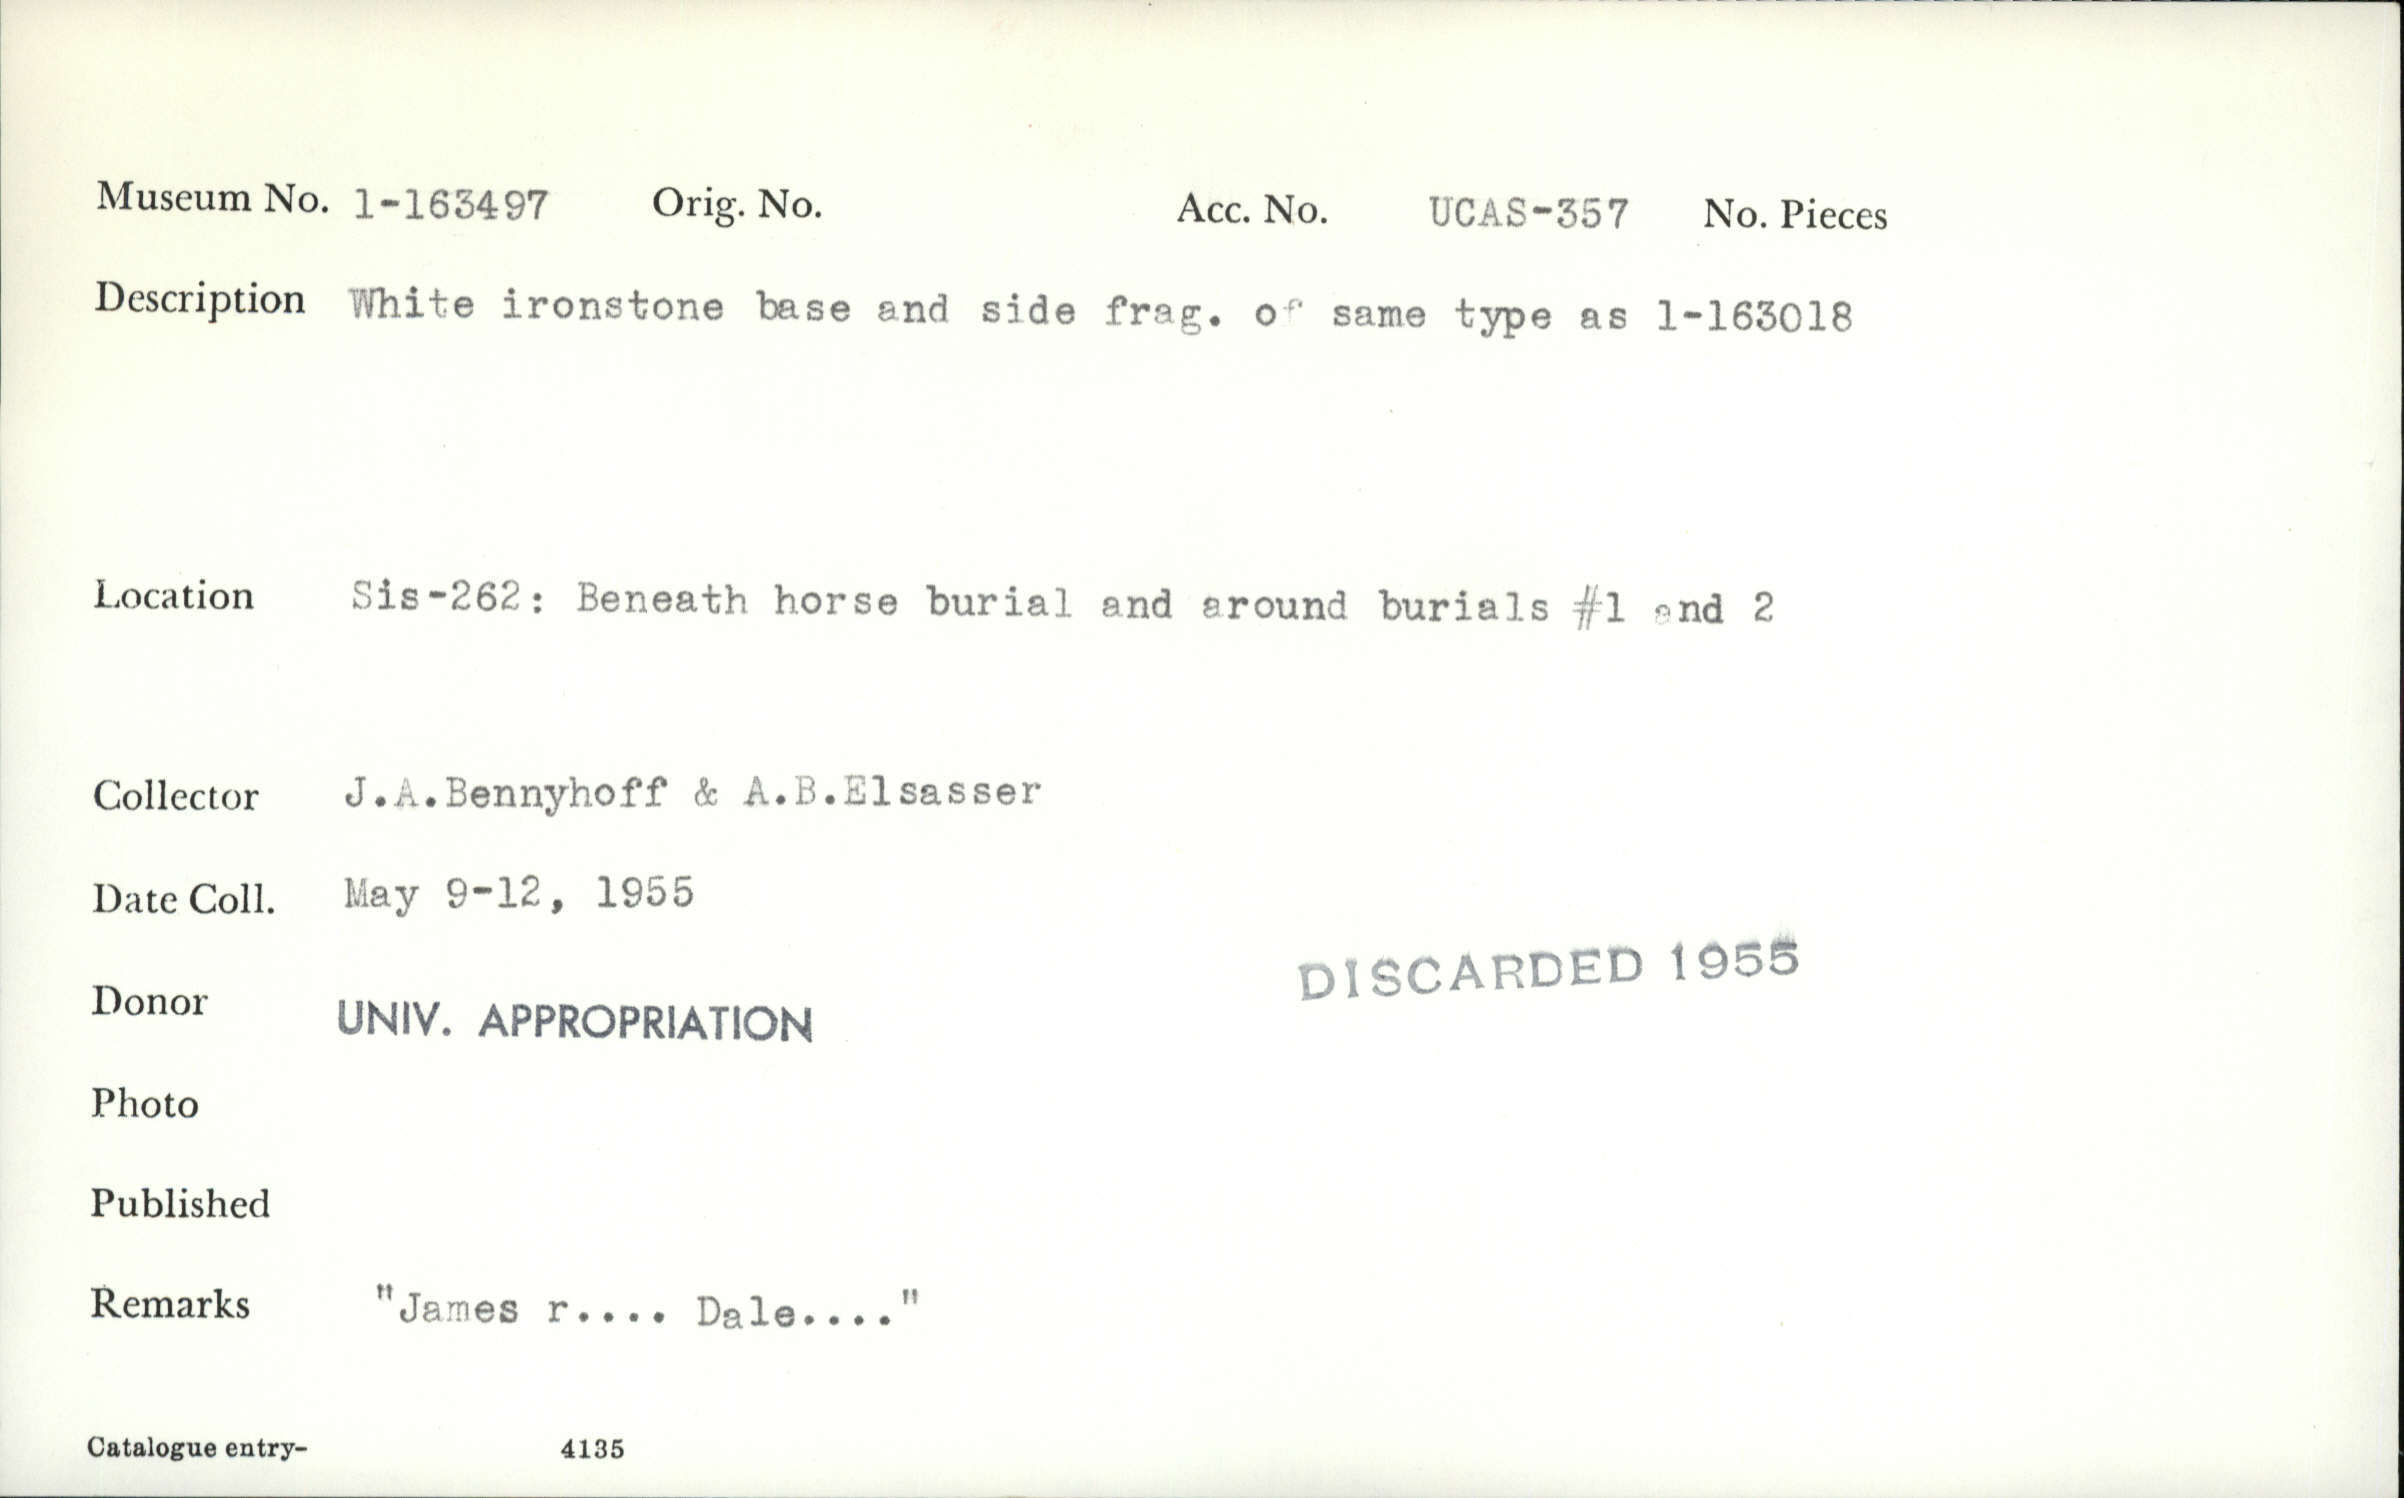 Museum No. 1-163497 Orig. No. Acc. No. UCAS-357 No. Pieces
Description White ironstone base and side frag. of same type as 1-163018
Location Sis-262: Beneath horse burial and around burials #1 and 2
Collector J.A.Bennyhoff & A.B.Elsasser
Date Coll. May 9-12, 1955
DISCARDED 1955
Donor UNIV. APPROPRIATION
Photo
Published
Remarks "James r.... Dale...."
Catalogue entry- 4135